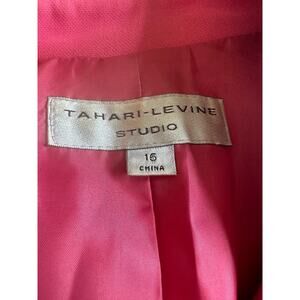 TAHARI-LEVINE
STUDIO
16
CHINA